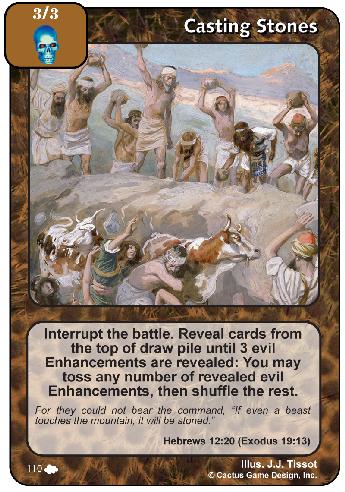 3/3
Casting Stones
Interrupt the battle. Reveal cards from
the top of draw pile until 3 evil
Enhancements are revealed: You may
toss any number of revealed evil
Enhancements, then shuffle the rest.
For they could not bear the command, "If even a beast
touches the mountain, it will be stoned."
Hebrews 12:20 (Exodus 19:13)
110
Illus. J.J. Tissot
© Cactus Game Design, Inc.